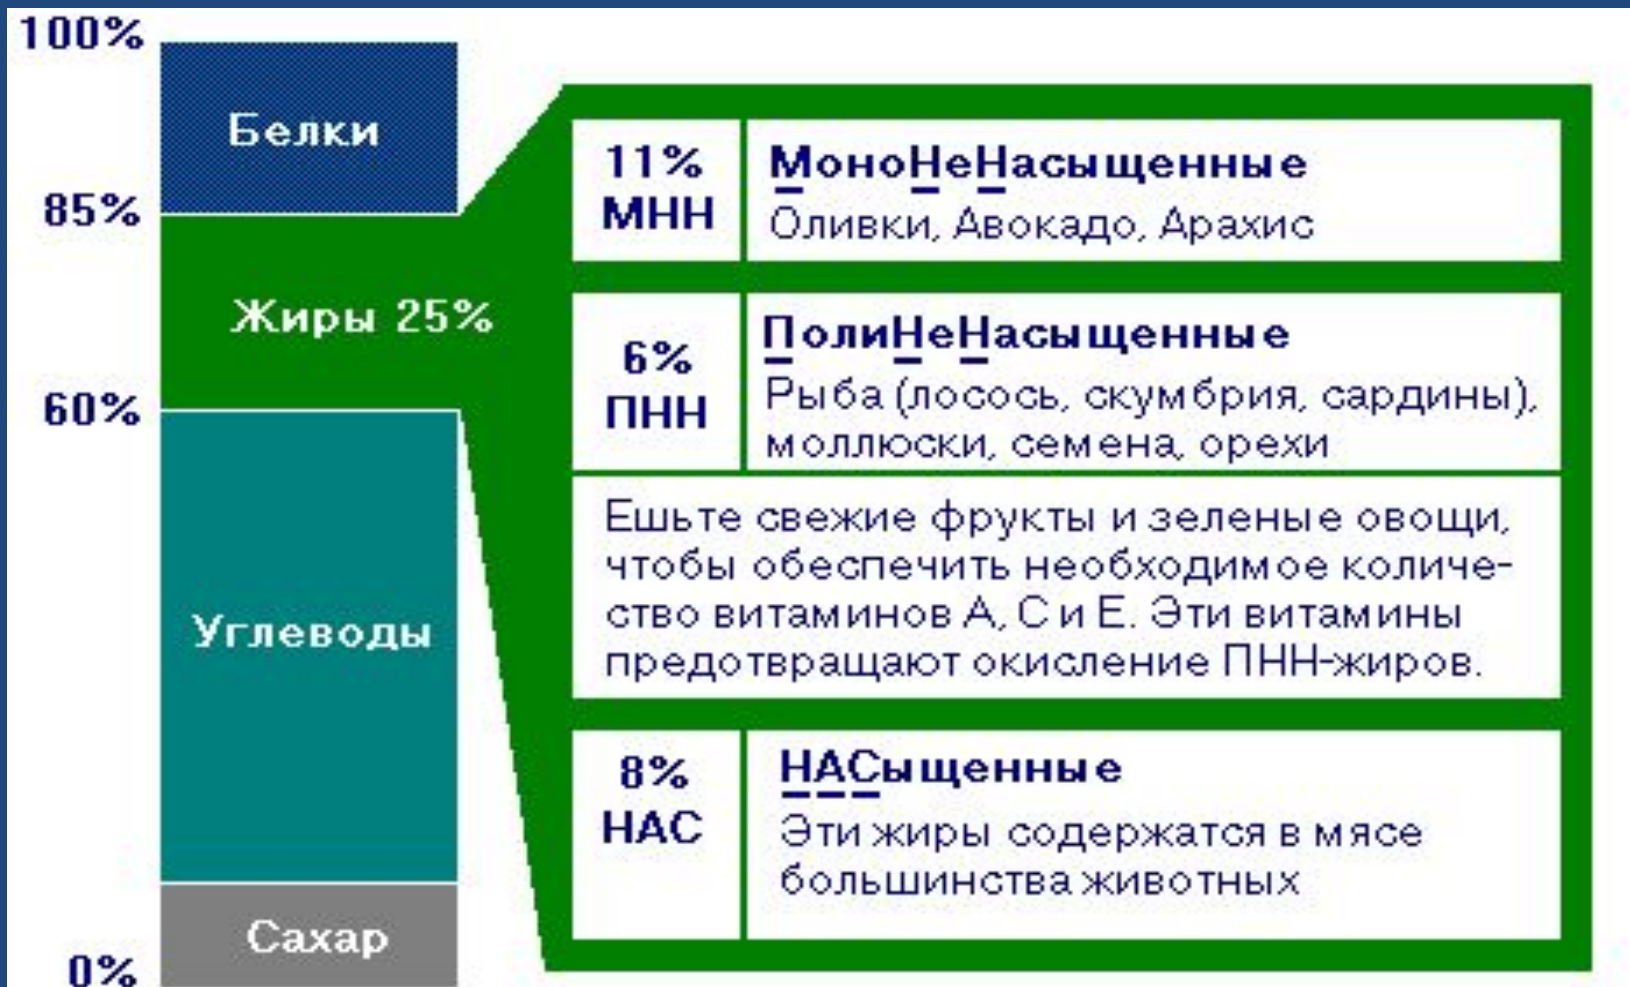 100%
Белки
85%
Жиры 25%
60%
Углеводы
Сахар
0%
11%
МНН
МоноНеНасыщенные
Оливки, Авокадо, Арахис
6%
ПНН
ПолиНеНасыщенные
Рыба (лосось, скумбрия, сардины),
моллюски, семена, орехи
Ешьте свежие фрукты и зеленые овощи,
чтобы обеспечить необходимое количе-
ство витаминов А, С и Е. Эти витамины
предотвращают окисление ПНН-жиров.
8%
НАС
НАСыщенные
Эти жиры содержатся в мясе
большинства животных